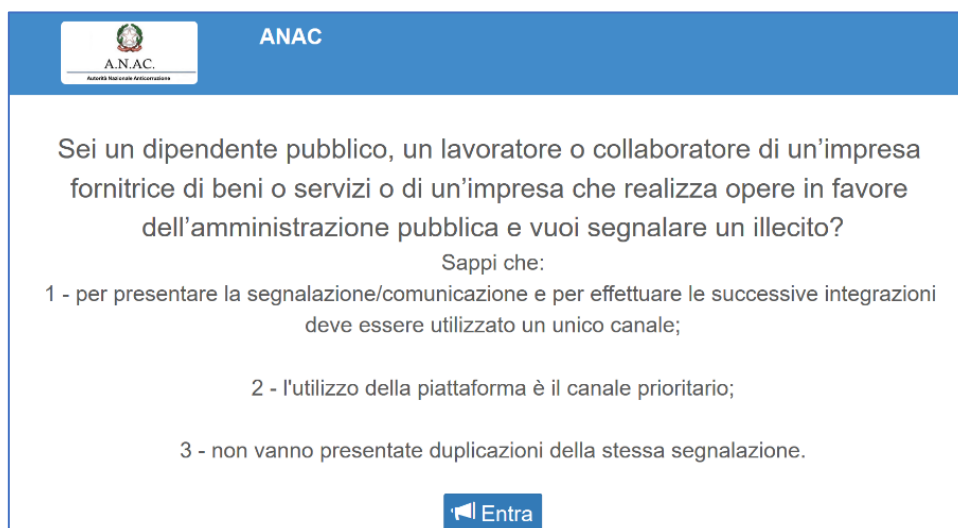 A.N.AC.
Autorità Nazionale Anticorruzione
ANAC
Sei un dipendente pubblico, un lavoratore o collaboratore di un’impresa
fornitrice di beni o servizi o di un’impresa che realizza opere in favore
dell’amministrazione pubblica e vuoi segnalare un illecito?
Sappi che:
1 - per presentare la segnalazione/comunicazione e per effettuare le successive integrazioni
deve essere utilizzato un unico canale;
2 - l'utilizzo della piattaforma è il canale prioritario;
3 - non vanno presentate duplicazioni della stessa segnalazione.
Entra